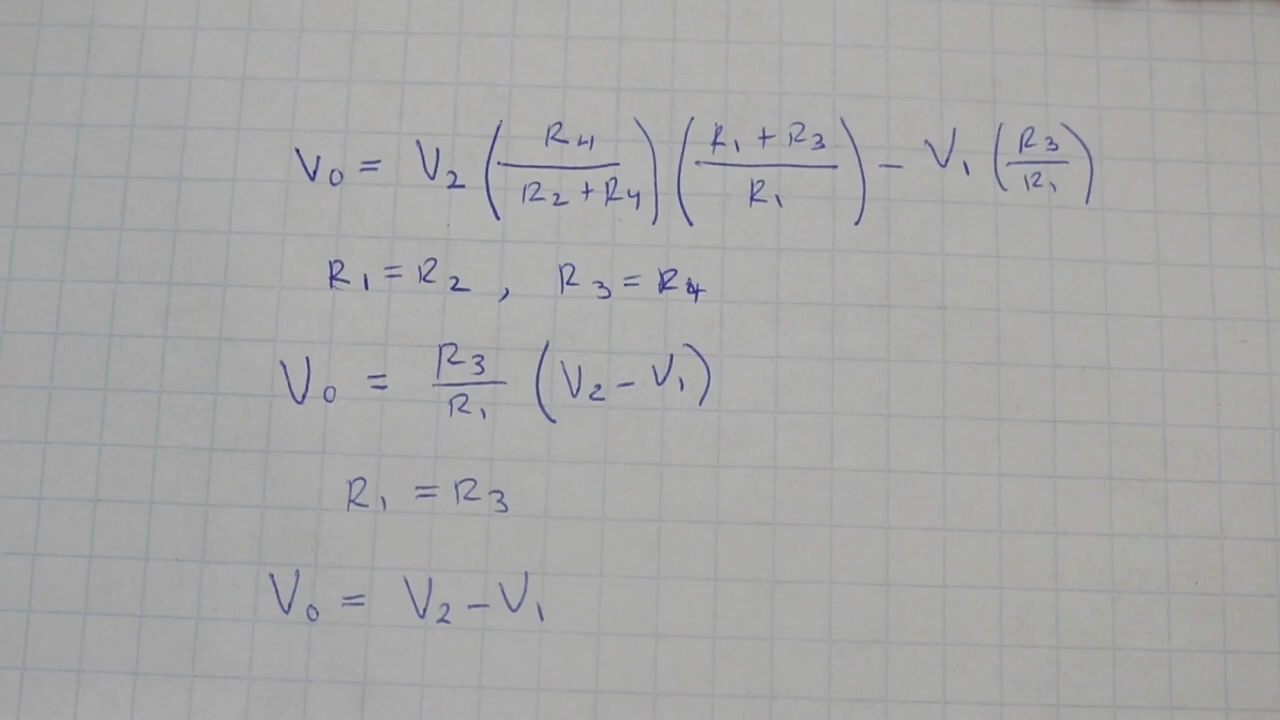 V₀ = V₂ (R₄ / (R₂ + R₄)) ((R₁ + R₃) / R₁) − V₁ (R₃ / R₁)
R₁ = R₂ , R₃ = R₄
V₀ = R₃ / R₁ (V₂ − V₁)
R₁ = R₃
V₀ = V₂ − V₁